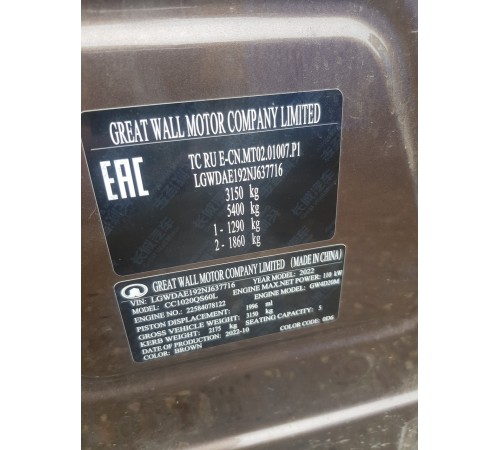 GREAT WALL MOTOR COMPANY LIMITED
EAC
TC RU E-CN.MT02.01007.P1
LGWDAE192NJ637716
3150 kg
5400 kg
1 - 1290 kg
2 - 1860 kg
GREAT WALL MOTOR COMPANY LIMITED (MADE IN CHINA)
VIN: LGWDAE192NJ637716 YEAR MODEL: 2022
MODEL: CC1020QS60L ENGINE MAX.NET POWER: 110 kW
ENGINE NO.: 22584078122 ENGINE MODEL: GW4D20M
PISTON DISPLACEMENT: 1996 ml
GROSS VEHICLE WEIGHT: 3150 kg
KERB WEIGHT: 2175 kg SEATING CAPACITY: 5
DATE OF PRODUCTION: 2022-10
COLOR: BROWN COLOR CODE: 0D6